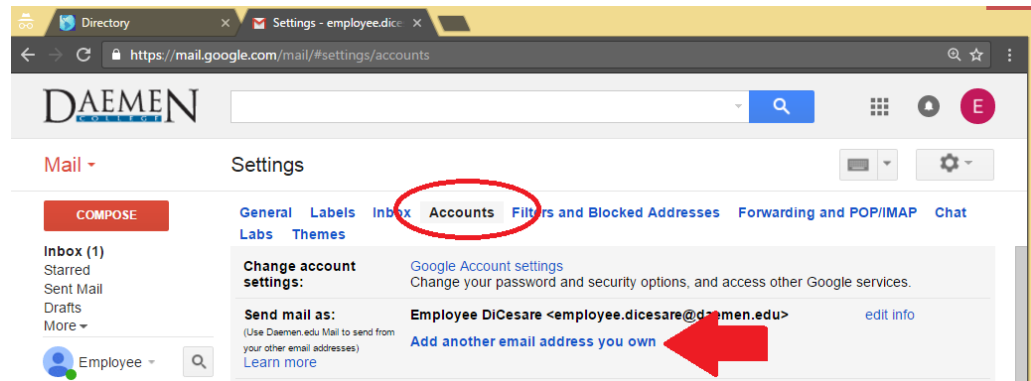 Directory
Settings - employee.dice
https://mail.google.com/mail/#settings/accounts
DAEMEN
COLLEGE
E
Mail
Settings
COMPOSE
General Labels Inbox Accounts Filters and Blocked Addresses Forwarding and POP/IMAP Chat
Labs Themes
Inbox (1)
Starred
Sent Mail
Drafts
More
Employee
Change account settings:
Google Account settings
Change your password and security options, and access other Google services.
Send mail as:
(Use Daemen.edu Mail to send from
your other email addresses)
Learn more
Employee DiCesare <employee.dicesare@daemen.edu>
edit info
Add another email address you own